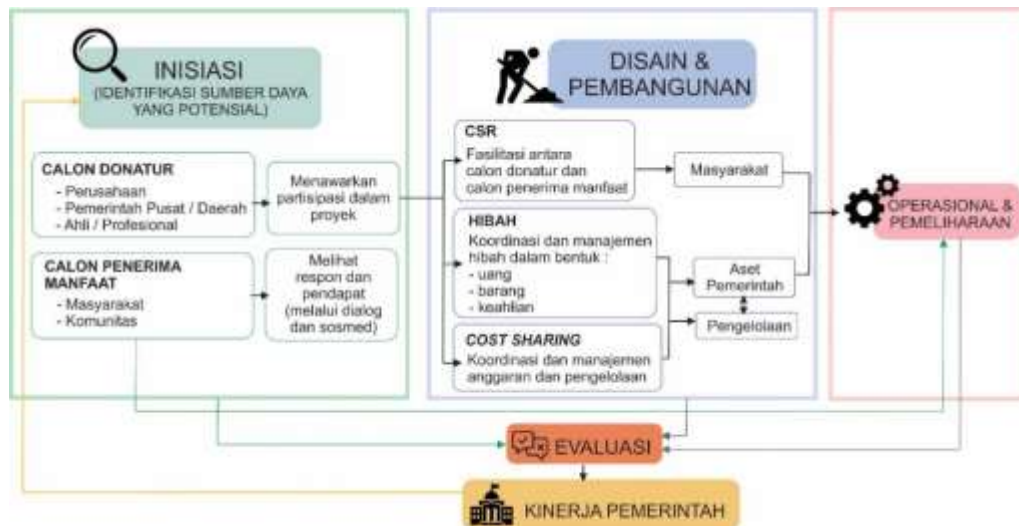 INISIASI
(IDENTIFIKASI SUMBER DAYA
YANG POTENSIAL)
CALON DONATUR
- Perusahaan
- Pemerintah Pusat / Daerah
- Ahli / Profesional
Menawarkan
partisipasi dalam
proyek
CALON PENERIMA
MANFAAT
- Masyarakat
- Komunitas
Melihat
respon dan
pendapat
(melalui dialog
dan sosmed)
DISAIN &
PEMBANGUNAN
CSR
Fasilitasi antara
calon donatur dan
calon penerima manfaat
Masyarakat
HIBAH
Koordinasi dan manajemen
hibah dalam bentuk :
- uang
- barang
- keahlian
Aset
Pemerintah
Pengelolaan
COST SHARING
Koordinasi dan manajemen
anggaran dan pengelolaan
OPERASIONAL &
PEMELIHARAAN
EVALUASI
KINERJA PEMERINTAH